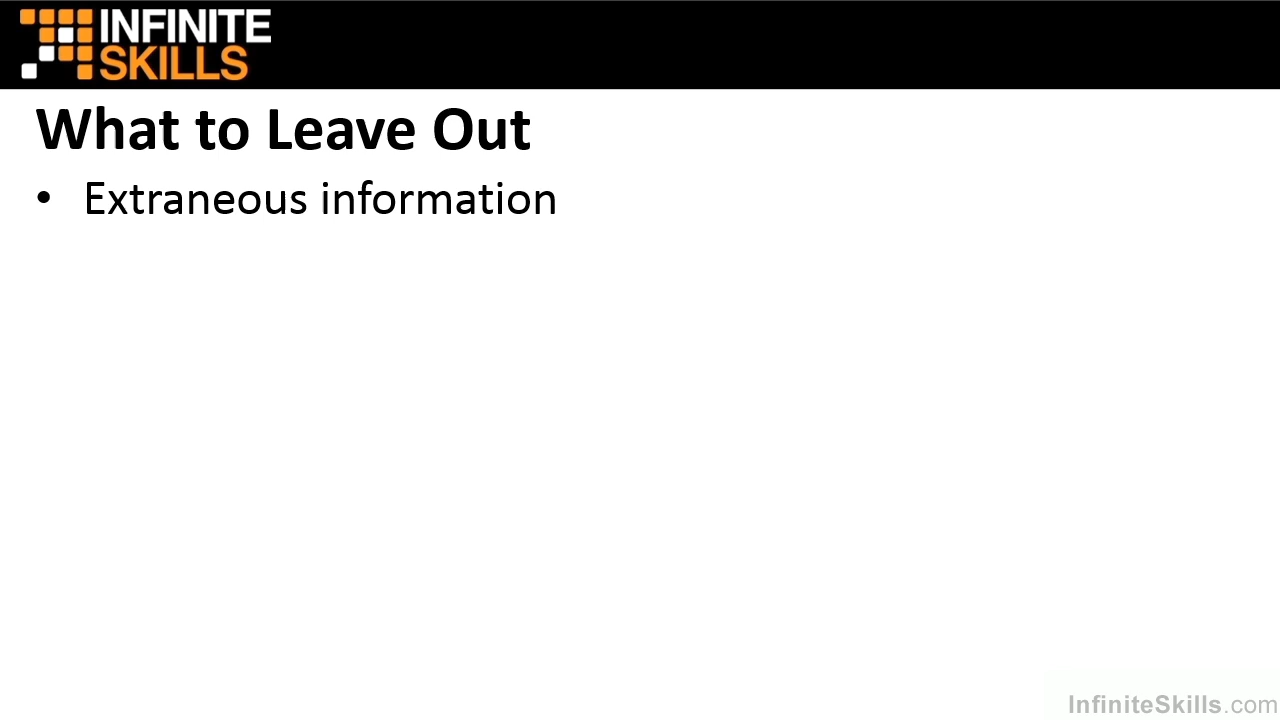 INFINITE
SKILLS
What to Leave Out
• Extraneous information
InfiniteSkills.com